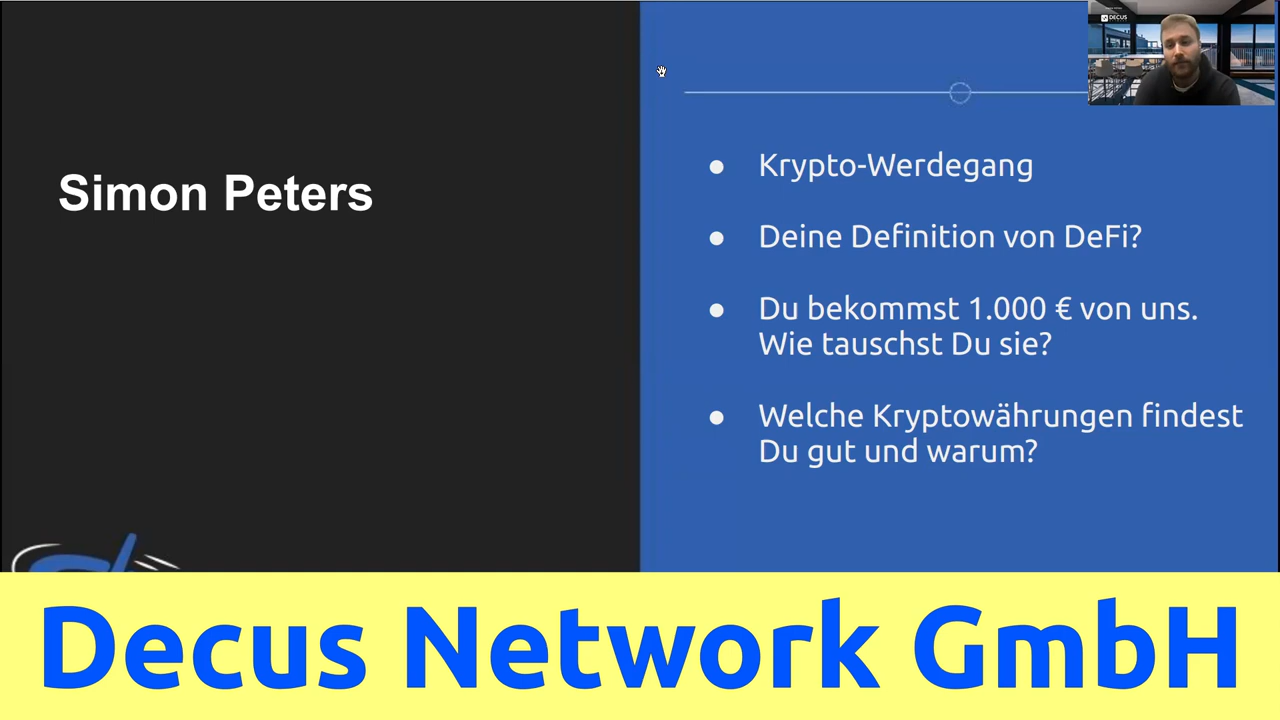 DECUS
Simon Peters
Krypto-Werdegang
Deine Definition von DeFi?
Du bekommst 1.000 € von uns.
Wie tauschst Du sie?
Welche Kryptowährungen findest
Du gut und warum?
Decus Network GmbH